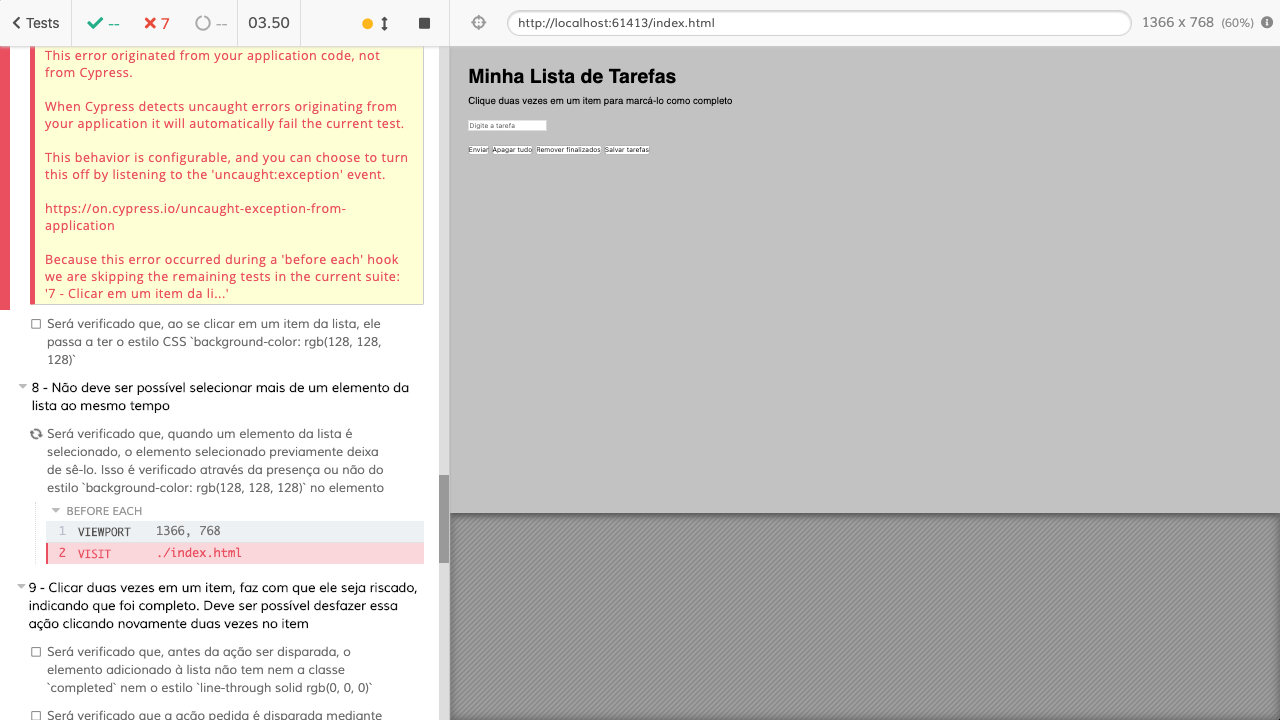 Tests
--
7
--
03.50
http://localhost:61413/index.html
1366 x 768 (60%)
This error originated from your application code, not
from Cypress.
When Cypress detects uncaught errors originating from
your application it will automatically fail the current test.
This behavior is configurable, and you can choose to turn
this off by listening to the 'uncaught:exception' event.
https://on.cypress.io/uncaught-exception-from-
application
Because this error occurred during a 'before each' hook
we are skipping the remaining tests in the current suite:
'7 - Clicar em um item da li...'
Será verificado que, ao se clicar em um item da lista, ele
passa a ter o estilo CSS `background-color: rgb(128, 128,
128)`
8 - Não deve ser possível selecionar mais de um elemento da
lista ao mesmo tempo
Será verificado que, quando um elemento da lista é
selecionado, o elemento selecionado previamente deixa
de sê-lo. Isso é verificado através da presença ou não do
estilo `background-color: rgb(128, 128, 128)` no elemento
BEFORE EACH
1 VIEWPORT 1366, 768
2 VISIT ./index.html
9 - Clicar duas vezes em um item, faz com que ele seja riscado,
indicando que foi completo. Deve ser possível desfazer essa
ação clicando novamente duas vezes no item
Será verificado que, antes da ação ser disparada, o
elemento adicionado à lista não tem nem a classe
`completed` nem o estilo `line-through solid rgb(0, 0, 0)`
Será verificado que a ação pedida é disparada mediante
Minha Lista de Tarefas
Clique duas vezes em um item para marcá-lo como completo
Digite a tarefa
Enviar Apagar tudo Remover finalizados Salvar tarefas